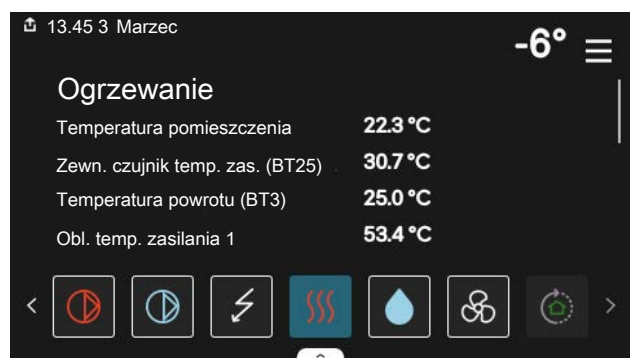 13.45 3 Marzec
-6°
Ogrzewanie
Temperatura pomieszczenia 22.3 °C
Zewn. czujnik temp. zas. (BT25) 30.7 °C
Temperatura powrotu (BT3) 25.0 °C
Obl. temp. zasilania 1 53.4 °C